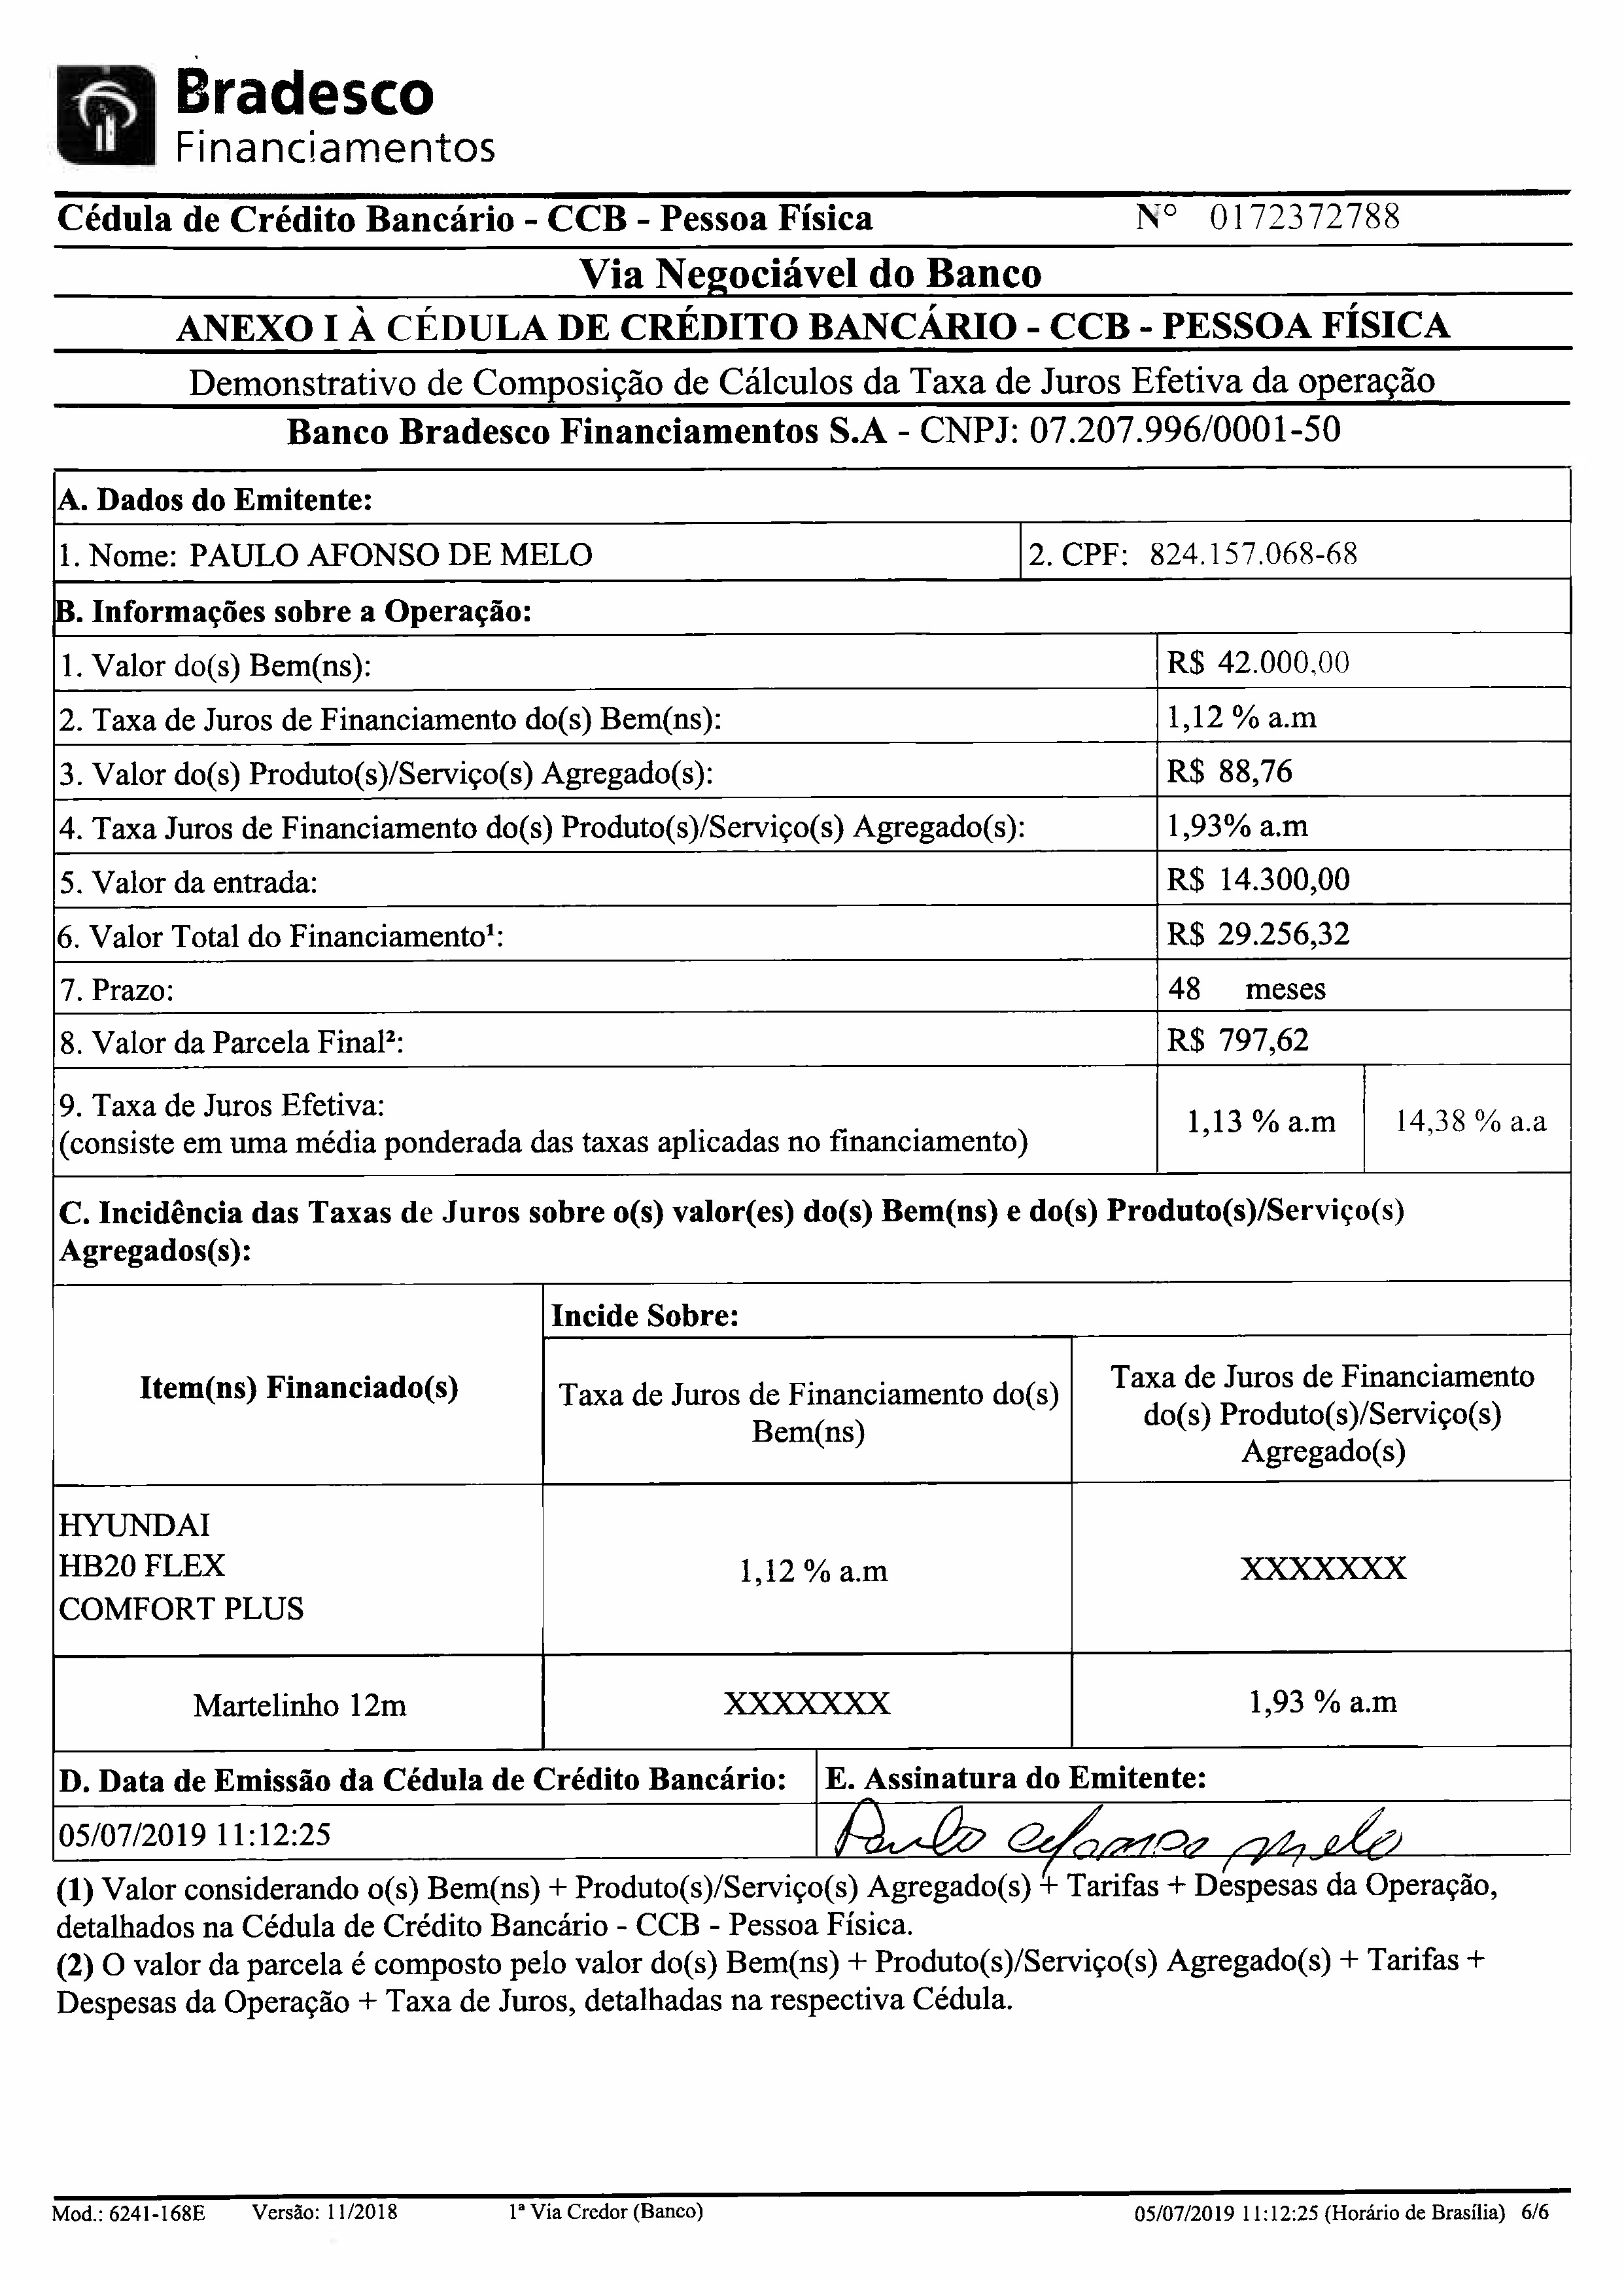 Bradesco
Financiamentos
Cédula de Crédito Bancário - CCB - Pessoa Física Nº 0172372788
Via Negociável do Banco
ANEXO I À CÉDULA DE CRÉDITO BANCÁRIO - CCB - PESSOA FÍSICA
Demonstrativo de Composição de Cálculos da Taxa de Juros Efetiva da operação
Banco Bradesco Financiamentos S.A - CNPJ: 07.207.996/0001-50
A. Dados do Emitente:
1. Nome: PAULO AFONSO DE MELO 2. CPF: 824.157.068-68
B. Informações sobre a Operação:
1. Valor do(s) Bem(ns): R$ 42.000,00
2. Taxa de Juros de Financiamento do(s) Bem(ns): 1,12 % a.m
3. Valor do(s) Produto(s)/Serviço(s) Agregado(s): R$ 88,76
4. Taxa Juros de Financiamento do(s) Produto(s)/Serviço(s) Agregado(s): 1,93% a.m
5. Valor da entrada: R$ 14.300,00
6. Valor Total do Financiamento¹: R$ 29.256,32
7. Prazo: 48 meses
8. Valor da Parcela Final²: R$ 797,62
9. Taxa de Juros Efetiva:
(consiste em uma média ponderada das taxas aplicadas no financiamento) 1,13 % a.m 14,38 % a.a
C. Incidência das Taxas de Juros sobre o(s) valor(es) do(s) Bem(ns) e do(s) Produto(s)/Serviço(s)
Agregados(s):
Item(ns) Financiado(s)
Incide Sobre:
Taxa de Juros de Financiamento do(s)
Bem(ns)
Taxa de Juros de Financiamento
do(s) Produto(s)/Serviço(s)
Agregado(s)
HYUNDAI
HB20 FLEX
COMFORT PLUS
1,12 % a.m XXXXXXX
Martelinho 12m XXXXXXX 1,93 % a.m
D. Data de Emissão da Cédula de Crédito Bancário: E. Assinatura do Emitente:
05/07/2019 11:12:25 Paulo Afonso Melo
(1) Valor considerando o(s) Bem(ns) + Produto(s)/Serviço(s) Agregado(s) + Tarifas + Despesas da Operação,
detalhados na Cédula de Crédito Bancário - CCB - Pessoa Física.
(2) O valor da parcela é composto pelo valor do(s) Bem(ns) + Produto(s)/Serviço(s) Agregado(s) + Tarifas +
Despesas da Operação + Taxa de Juros, detalhadas na respectiva Cédula.
Mod.: 6241-168E Versão: 11/2018 1ª Via Credor (Banco) 05/07/2019 11:12:25 (Horário de Brasília) 6/6